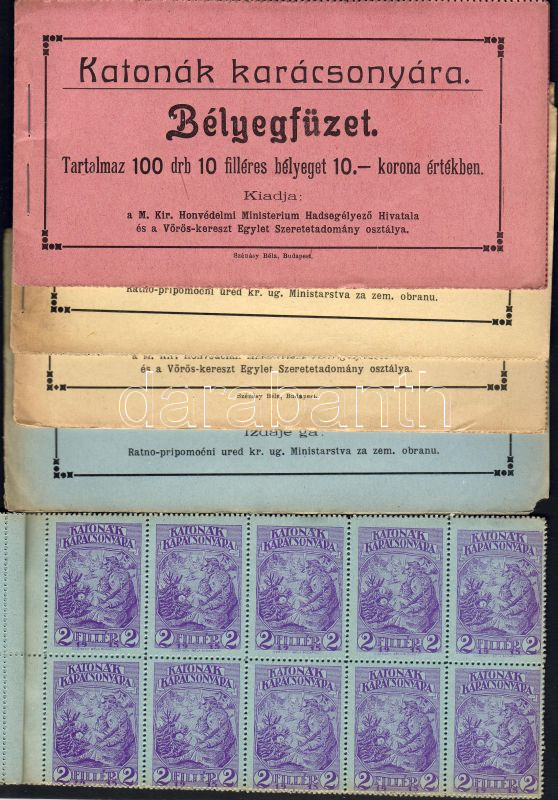 Katonák karácsonyára.
Bélyegfüzet.
Tartalmaz 100 drb 10 filléres bélyeget 10.— korona értékben.
Kiadja:
a M. Kir. Honvédelmi Ministerium Hadsegélyező Hivatala
és a Vörös-kereszt Egylet Szeretetadomány osztálya.
Szénásy Béla, Budapest.
Ratno-pripomoćni ured kr. ug. Ministarstva za zem. obranu.
a M. Kir. Honvédelmi
és a Vörös-kereszt Egylet Szeretetadomány osztálya.
Szénásy Béla, Budapest.
darabanth
Izdaje ga:
Ratno-pripomoćni ured kr. ug. Ministarstva za zem. obranu.
KATONÁK KATONÁK KATONÁK KATONÁK KATONÁK
KARÁCSONYÁRA KARÁCSONYÁRA KARÁCSONYÁRA KARÁCSONYÁRA KARÁCSONYÁRA
2 FILLÉR 2 2 FILLÉR 2 2 FILLÉR 2 2 FILLÉR 2 2 FILLÉR 2
KATONÁK KATONÁK KATONÁK KATONÁK KATONÁK
KARÁCSONYÁRA KARÁCSONYÁRA KARÁCSONYÁRA KARÁCSONYÁRA KARÁCSONYÁRA
2 FILLÉR 2 2 FILLÉR 2 2 FILLÉR 2 2 FILLÉR 2 2 FILLÉR 2